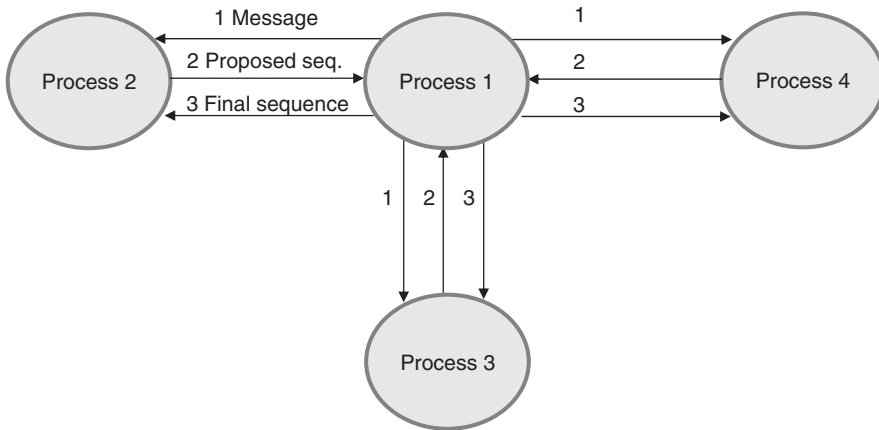 1 Message
1
Process 2
2 Proposed seq.
Process 1
2
Process 4
3 Final sequence
3
1
2
3
Process 3